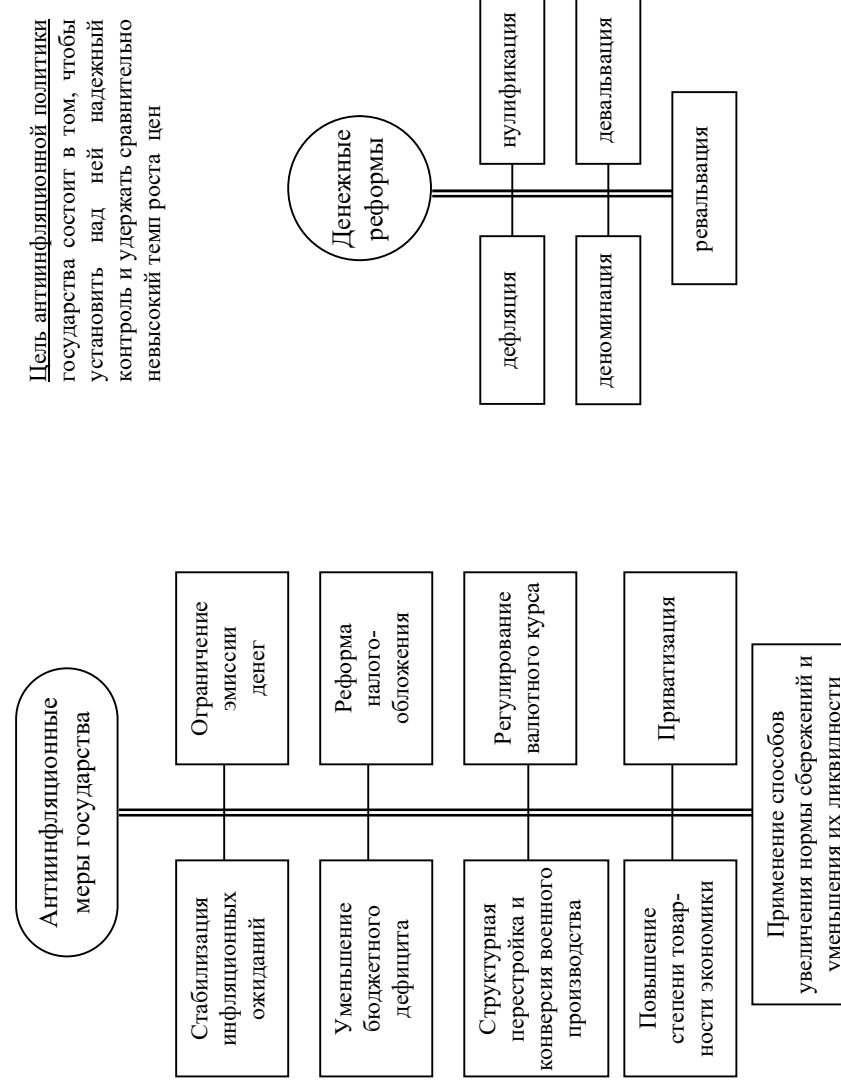 Антиинфляционные
меры государства
Стабилизация
инфляционных
ожиданий
Ограничение
эмиссии
денег
Уменьшение
бюджетного
дефицита
Реформа
налого-
обложения
Структурная
перестройка и
конверсия военного
производства
Регулирование
валютного курса
Повышение
степени товар-
ности экономики
Приватизация
Применение способов
увеличения нормы сбережений и
уменьшения их ликвидности
Цель антиинфляционной политики
государства состоит в том, чтобы
установить над ней надежный
контроль и удержать сравнительно
невысокий темп роста цен
Денежные
реформы
дефляция
нулификация
деноминация
девальвация
ревальвация